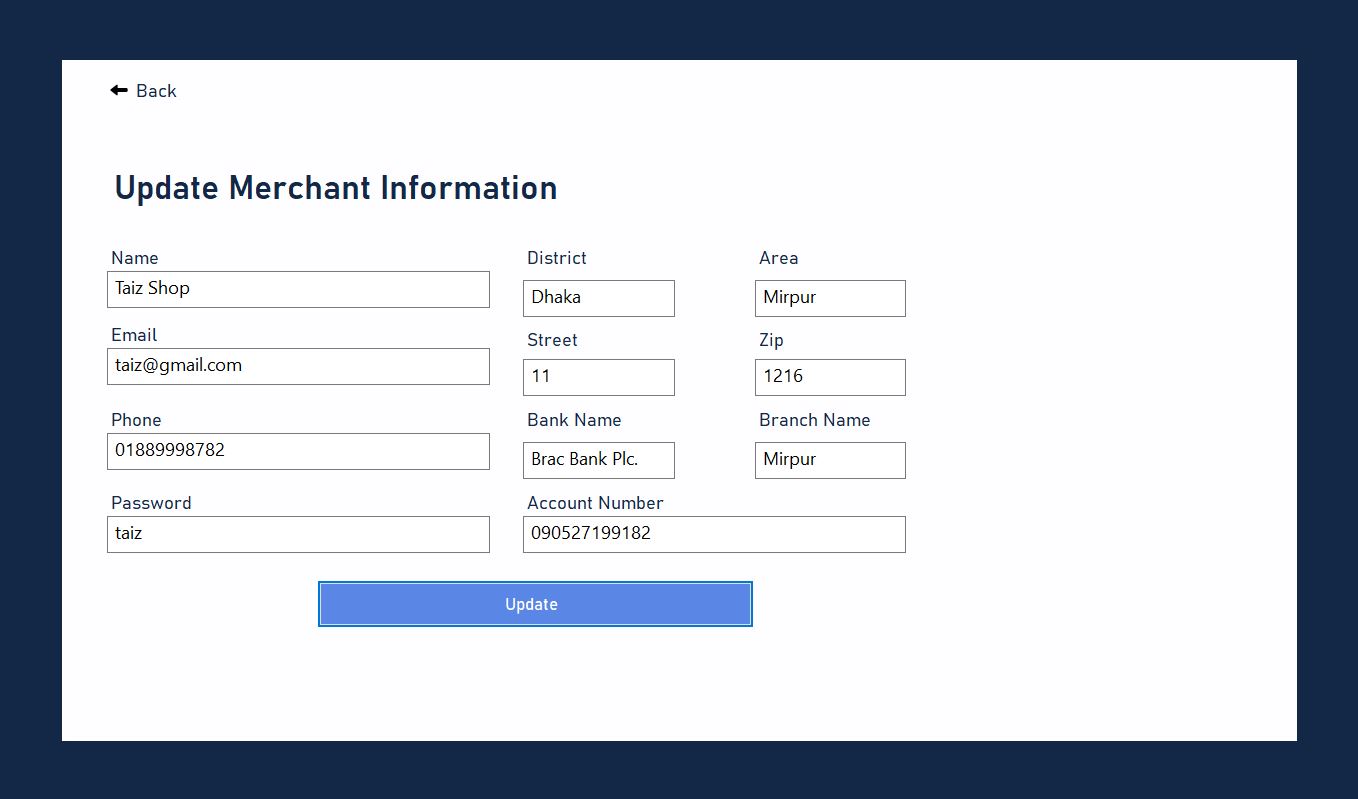 Back
Update Merchant Information
Name
Taiz Shop
Email
taiz@gmail.com
Phone
01889998782
Password
taiz
District
Dhaka
Area
Mirpur
Street
11
Zip
1216
Bank Name
Brac Bank Plc.
Branch Name
Mirpur
Account Number
090527199182
Update